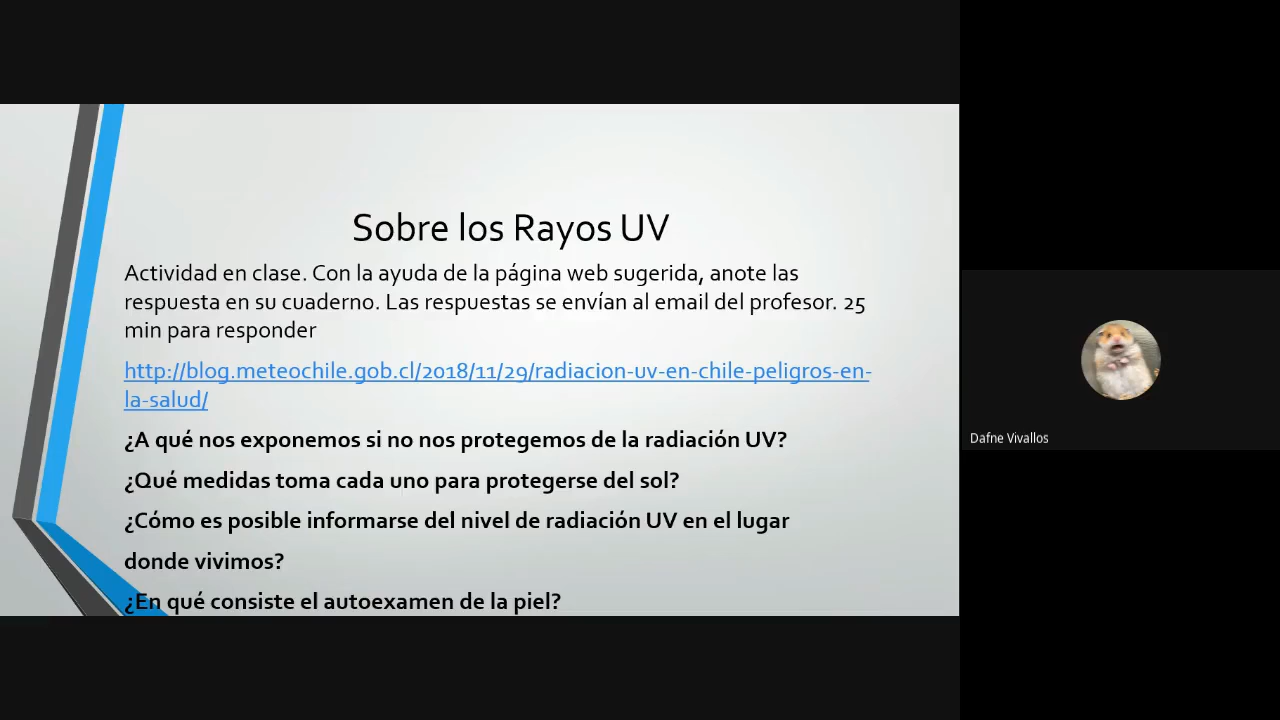 Sobre los Rayos UV
Actividad en clase. Con la ayuda de la página web sugerida, anote las
respuesta en su cuaderno. Las respuestas se envían al email del profesor. 25
min para responder
http://blog.meteochile.gob.cl/2018/11/29/radiacion-uv-en-chile-peligros-en-
la-salud/
¿A qué nos exponemos si no nos protegemos de la radiación UV?
¿Qué medidas toma cada uno para protegerse del sol?
¿Cómo es posible informarse del nivel de radiación UV en el lugar
donde vivimos?
¿En qué consiste el autoexamen de la piel?
Dafne Vivallos